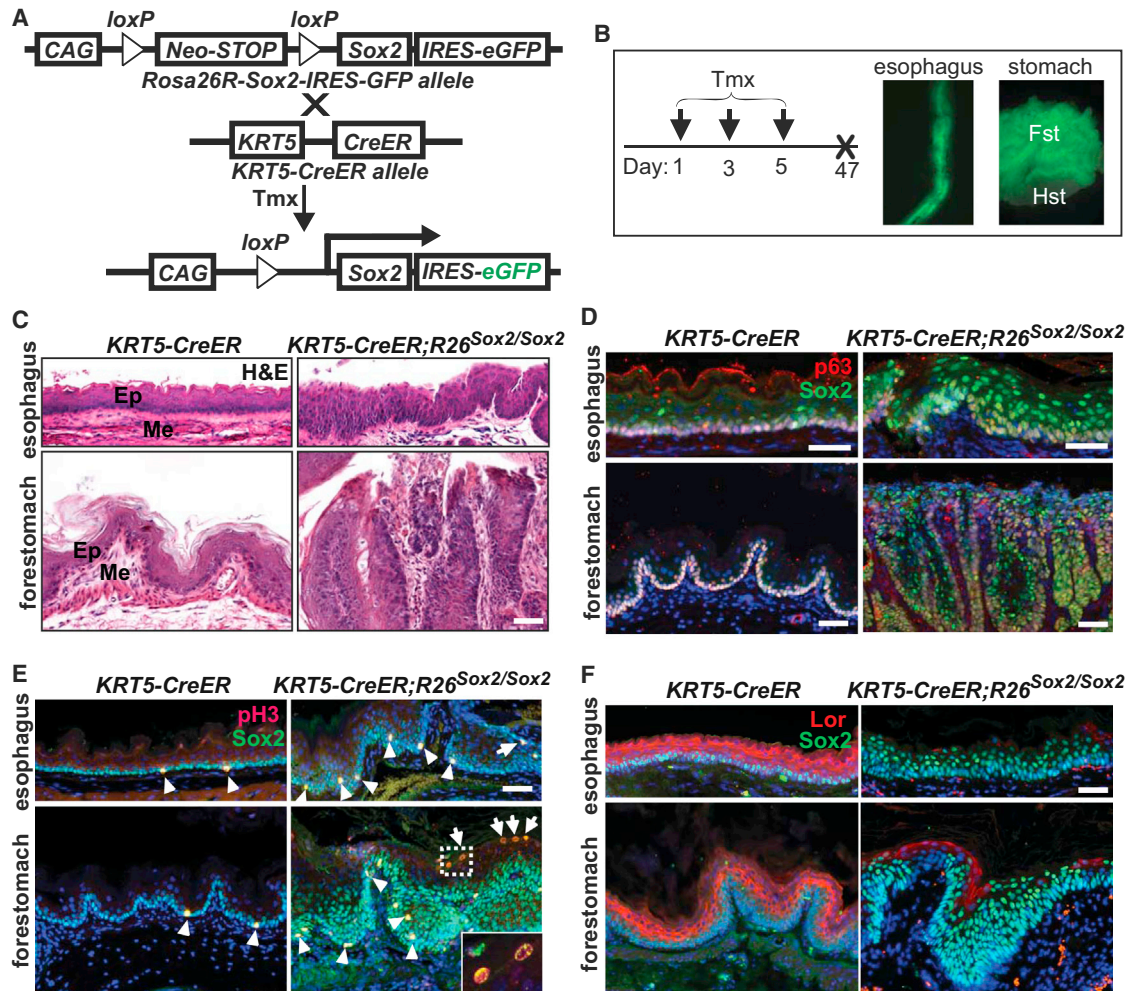 A
loxP loxP
CAG Neo-STOP Sox2 IRES-eGFP
Rosa26R-Sox2-IRES-GFP allele
KRT5 CreER
KRT5-CreER allele
Tmx
loxP
CAG Sox2 IRES-eGFP
B
Tmx
Day: 1 3 5 47
esophagus stomach
Fst
Hst
C
KRT5-CreER KRT5-CreER;R26Sox2/Sox2
esophagus
H&E
Ep
Me
forestomach
Ep
Me
D
KRT5-CreER KRT5-CreER;R26Sox2/Sox2
esophagus
p63
Sox2
forestomach
E
KRT5-CreER KRT5-CreER;R26Sox2/Sox2
esophagus
pH3
Sox2
forestomach
F
KRT5-CreER KRT5-CreER;R26Sox2/Sox2
esophagus
Lor
Sox2
forestomach